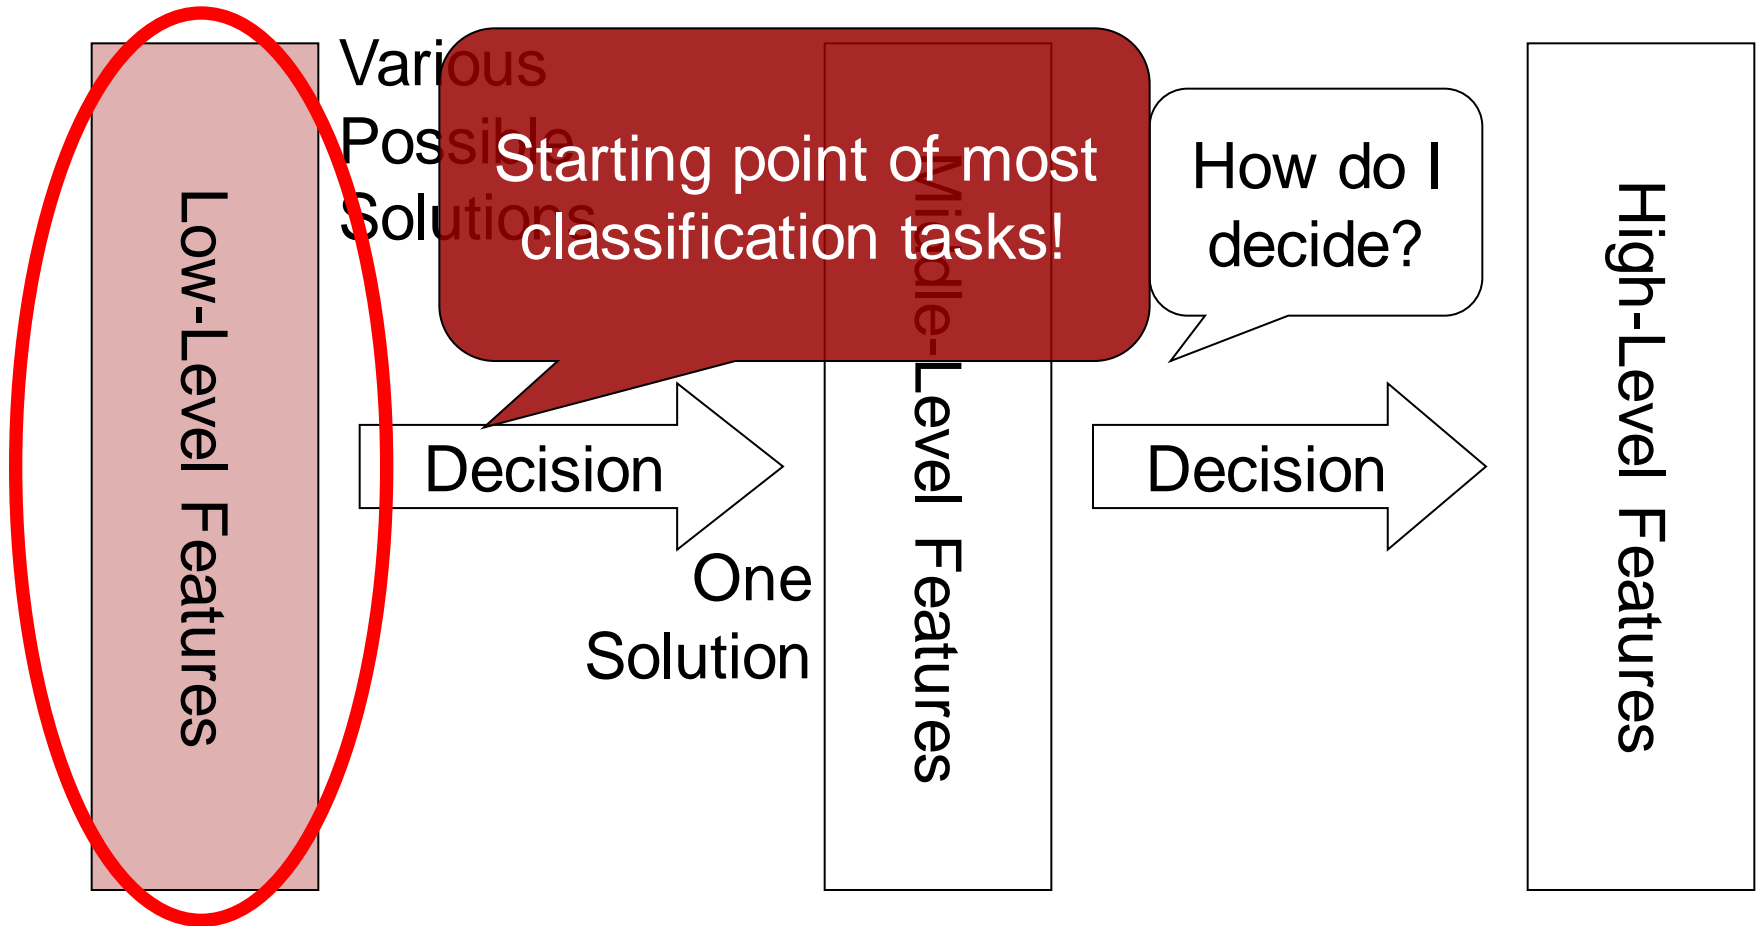 Low-Level Features
Various
Possible
Solutions
Starting point of most
classification tasks!
Decision
One
Solution
Middle-Level Features
How do I
decide?
Decision
High-Level Features